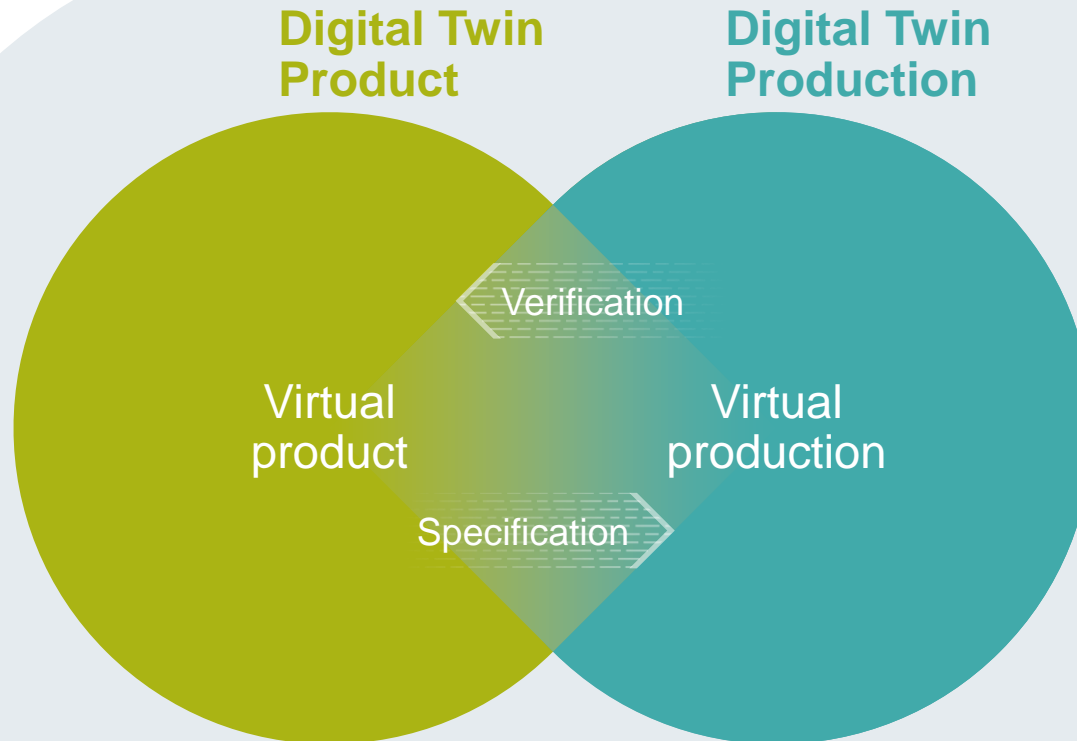 Digital Twin
Product
Digital Twin
Production
Verification
Virtual
product
Virtual
production
Specification